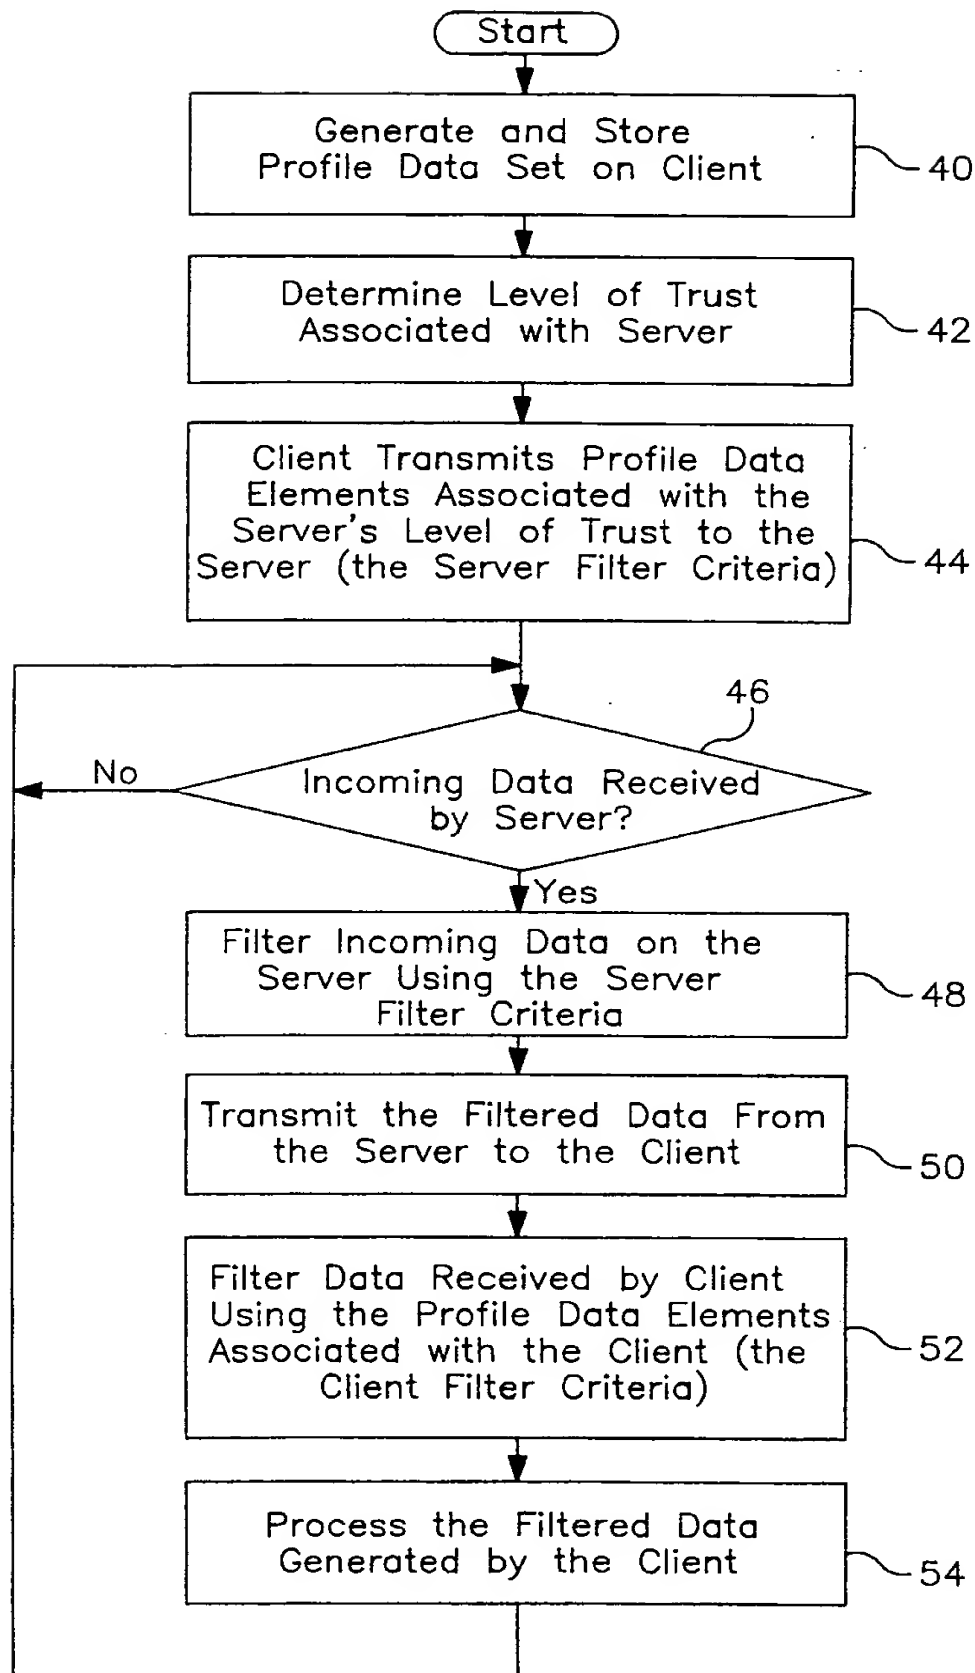 Start
Generate and Store
Profile Data Set on Client
40
Determine Level of Trust
Associated with Server
42
Client Transmits Profile Data
Elements Associated with the
Server's Level of Trust to the
Server (the Server Filter Criteria)
44
46
No
Incoming Data Received
by Server?
Yes
Filter Incoming Data on the
Server Using the Server
Filter Criteria
48
Transmit the Filtered Data From
the Server to the Client
50
Filter Data Received by Client
Using the Profile Data Elements
Associated with the Client (the
Client Filter Criteria)
52
Process the Filtered Data
Generated by the Client
54